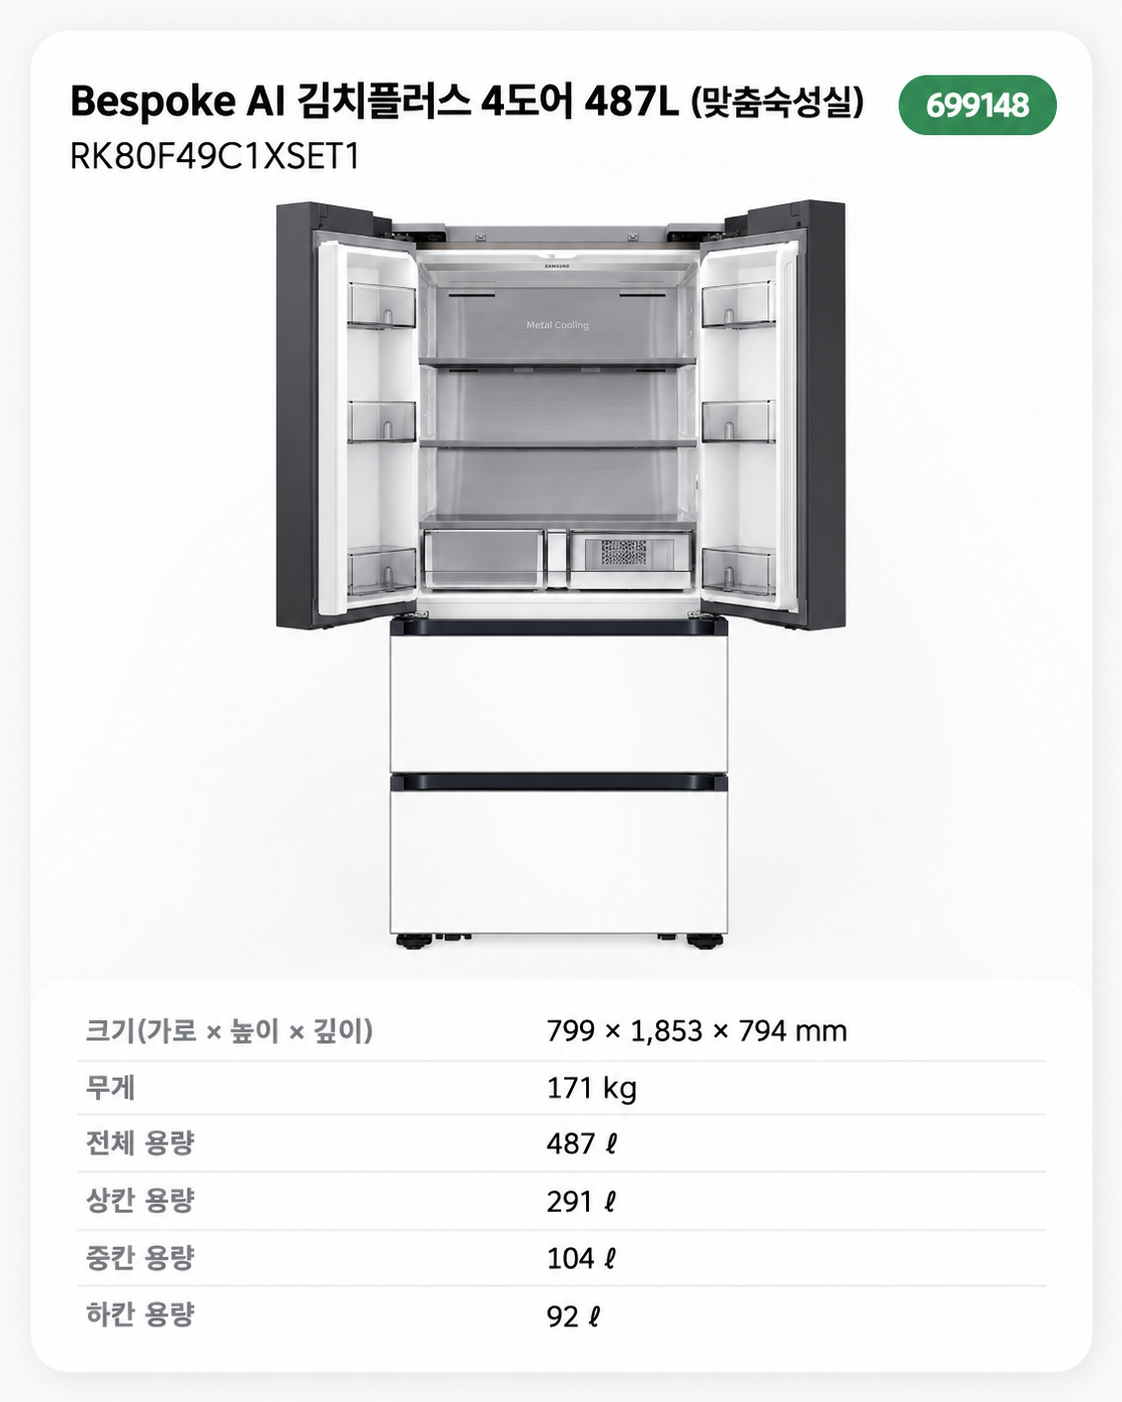 Bespoke AI 김치플러스 4도어 487L (맞춤숙성실)
699148
RK80F49C1XSET1
SAMSUNG
Metal Cooling
크기(가로 × 높이 × 깊이) 799 × 1,853 × 794 mm
무게 171 kg
전체 용량 487 ℓ
상칸 용량 291 ℓ
중칸 용량 104 ℓ
하칸 용량 92 ℓ